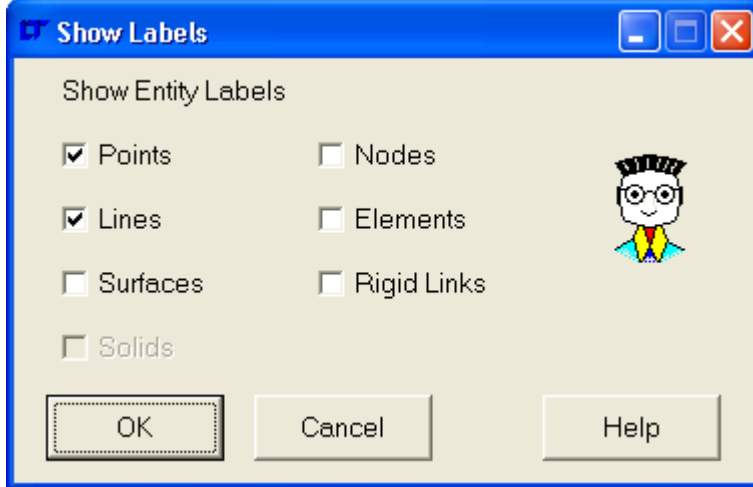 Show Labels
Show Entity Labels
Points
Nodes
Lines
Elements
Surfaces
Rigid Links
Solids
OK
Cancel
Help